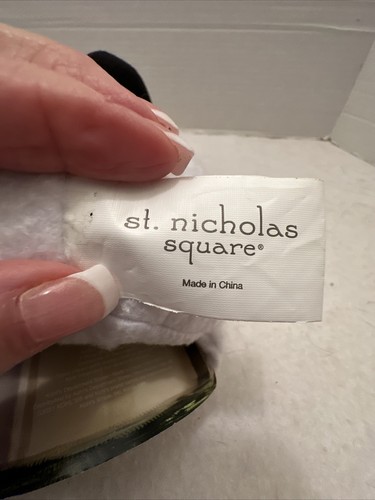 st. nicholas
square®
Made in China